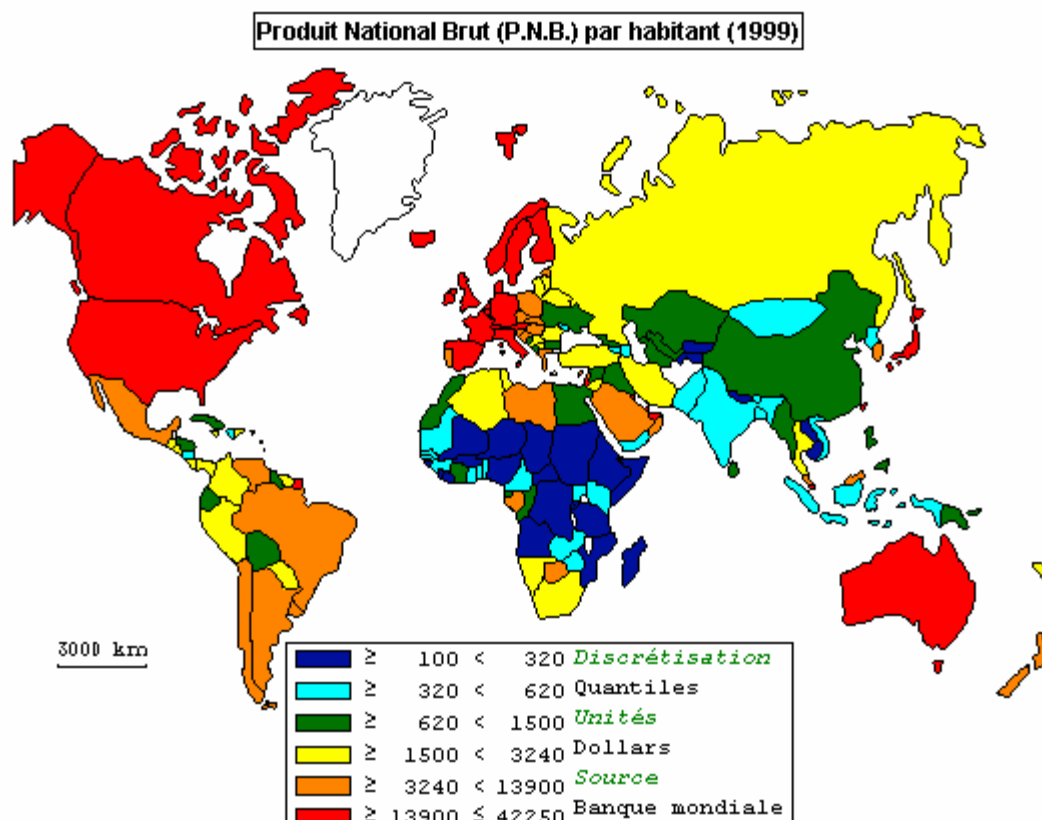 Produit National Brut (P.N.B.) par habitant (1999)
3000 km
≥ 100 < 320 Discrétisation
≥ 320 < 620 Quantiles
≥ 620 < 1500 Unités
≥ 1500 < 3240 Dollars
≥ 3240 < 13900 Source
≥ 13900 ≤ 42250 Banque mondiale